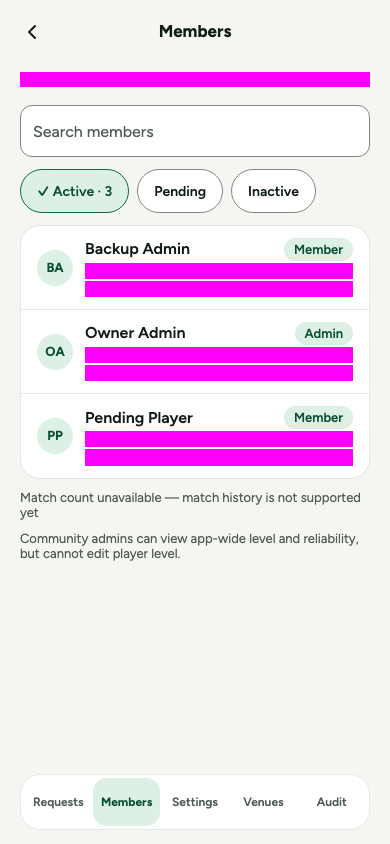 Members
Search members
Active · 3
Pending
Inactive
BA
Backup Admin
Member
OA
Owner Admin
Admin
PP
Pending Player
Member
Match count unavailable — match history is not supported
yet
Community admins can view app-wide level and reliability,
but cannot edit player level.
Requests
Members
Settings
Venues
Audit